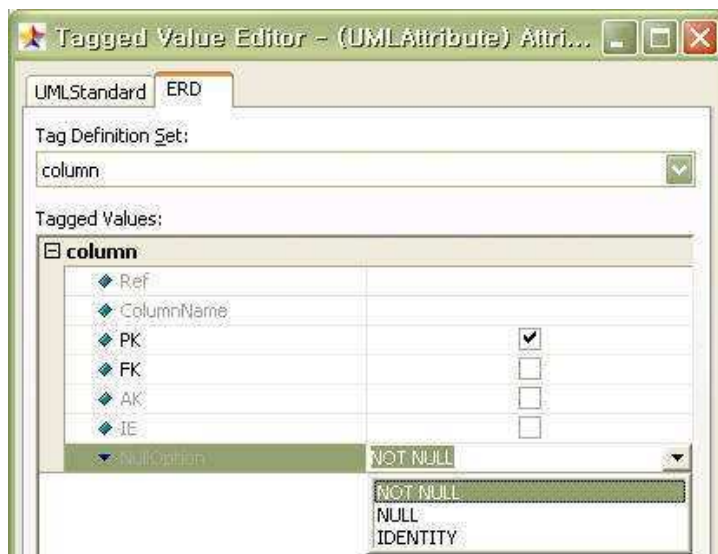 Tagged Value Editor - (UMLAttribute) Attri...
UMLStandard ERD
Tag Definition Set:
column
Tagged Values:
column
Ref
ColumnName
PK
FK
AK
IE
NullOption NOT NULL
NOT NULL
NULL
IDENTITY